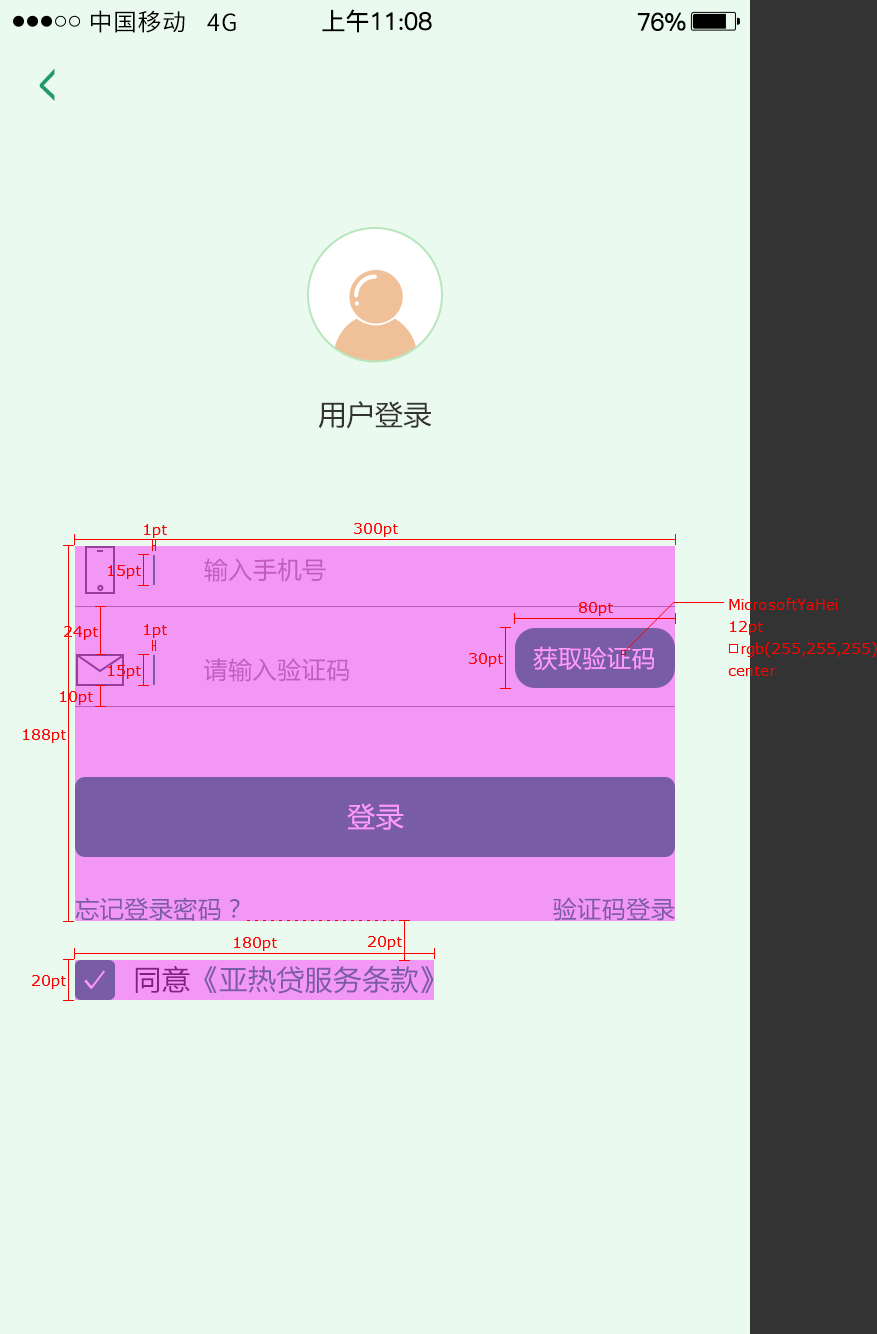 中国移动 4G 上午11:08 76%
用户登录
1pt 300pt
15pt 输入手机号
80pt MicrosoftYaHei
12pt
24pt 1pt
rgb(255,255,255)
30pt 获取验证码
15pt 请输入验证码
center
10pt
188pt
登录
忘记登录密码？ 验证码登录
180pt 20pt
20pt 同意《亚热贷服务条款》